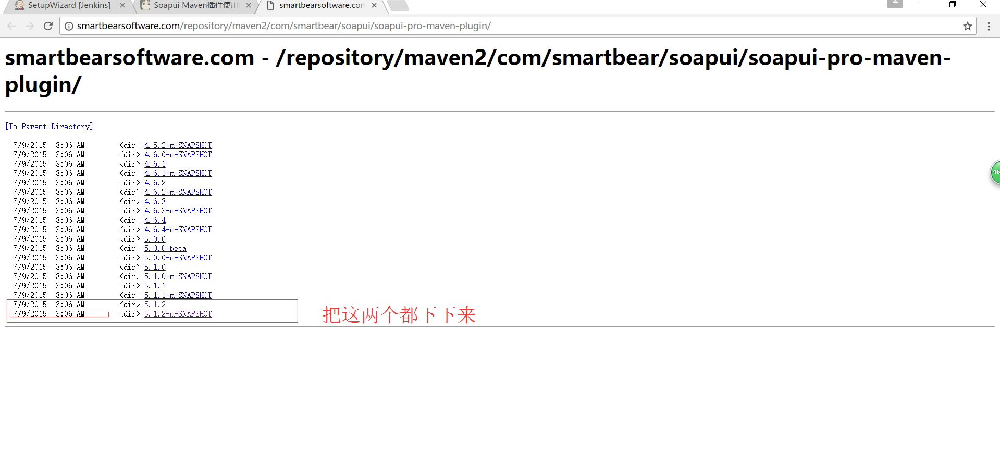 SetupWizard [Jenkins]
Soapui Maven插件使用
smartbearsoftware.com
smartbearsoftware.com/repository/maven2/com/smartbear/soapui/soapui-pro-maven-plugin/
smartbearsoftware.com - /repository/maven2/com/smartbear/soapui/soapui-pro-maven-
plugin/
[To Parent Directory]
7/9/2015 3:06 AM <dir> 4.5.2-m-SNAPSHOT
7/9/2015 3:06 AM <dir> 4.6.0-m-SNAPSHOT
7/9/2015 3:06 AM <dir> 4.6.1
7/9/2015 3:06 AM <dir> 4.6.1-m-SNAPSHOT
7/9/2015 3:06 AM <dir> 4.6.2
7/9/2015 3:06 AM <dir> 4.6.2-m-SNAPSHOT
7/9/2015 3:06 AM <dir> 4.6.3
7/9/2015 3:06 AM <dir> 4.6.3-m-SNAPSHOT
7/9/2015 3:06 AM <dir> 4.6.4
7/9/2015 3:06 AM <dir> 4.6.4-m-SNAPSHOT
7/9/2015 3:06 AM <dir> 5.0.0
7/9/2015 3:06 AM <dir> 5.0.0-beta
7/9/2015 3:06 AM <dir> 5.0.0-m-SNAPSHOT
7/9/2015 3:06 AM <dir> 5.1.0
7/9/2015 3:06 AM <dir> 5.1.0-m-SNAPSHOT
7/9/2015 3:06 AM <dir> 5.1.1
7/9/2015 3:06 AM <dir> 5.1.1-m-SNAPSHOT
7/9/2015 3:06 AM <dir> 5.1.2
7/9/2015 3:06 AM <dir> 5.1.2-m-SNAPSHOT
把这两个都下下来
46